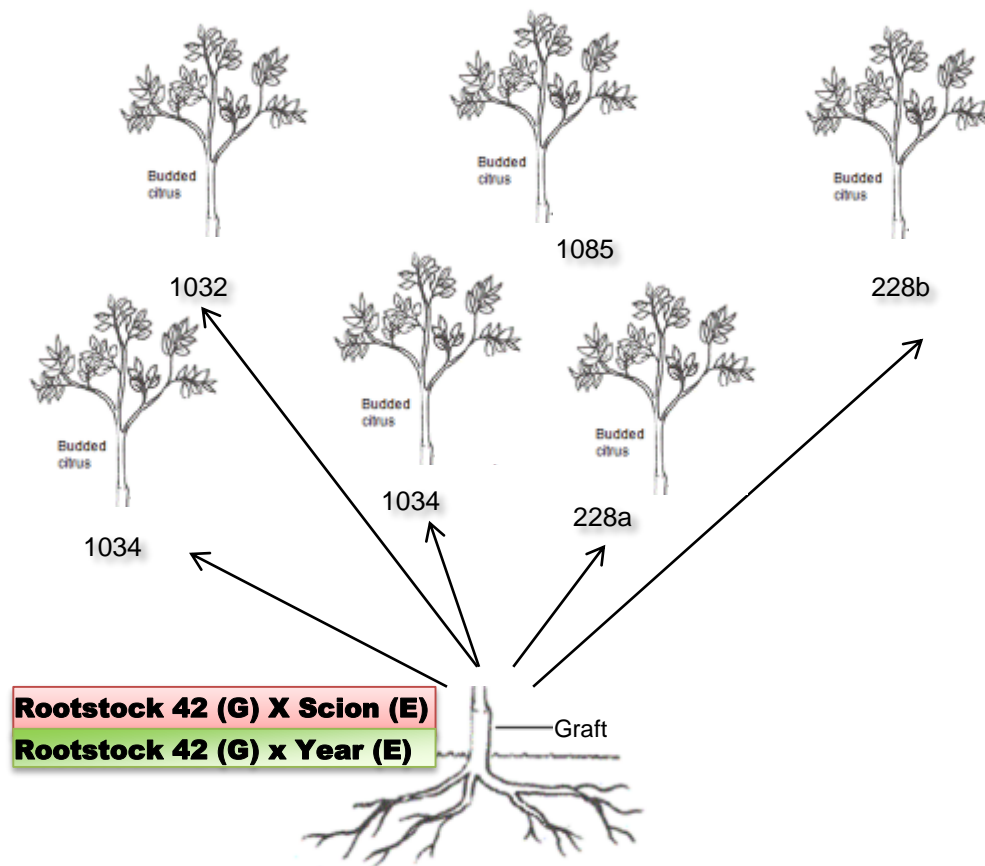 Budded
citrus
Budded
citrus
Budded
citrus
1032
1085
228b
Budded
citrus
Budded
citrus
Budded
citrus
1034
1034
228a
Rootstock 42 (G) X Scion (E)
Rootstock 42 (G) x Year (E)
Graft